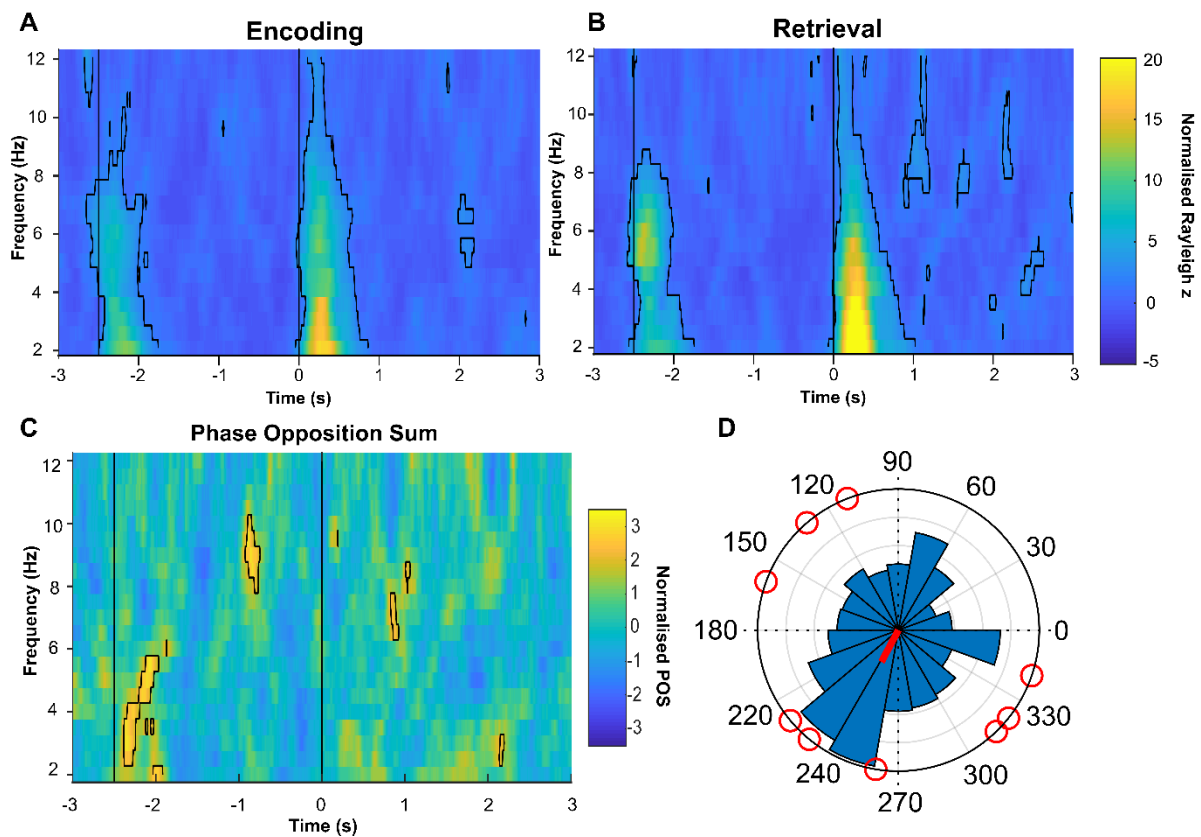 A
Encoding
12
10
8
6
4
2
Frequency (Hz)
-3 -2 -1 0 1 2 3
Time (s)
B
Retrieval
12
10
8
6
4
2
Frequency (Hz)
-3 -2 -1 0 1 2 3
Time (s)
20
15
10
5
0
-5
Normalised Rayleigh z
C
Phase Opposition Sum
12
10
8
6
4
2
Frequency (Hz)
-3 -2 -1 0 1 2 3
Time (s)
3
2
1
0
-1
-2
-3
Normalised POS
D
90
120 60
150 30
180 0
220 330
240 300
270